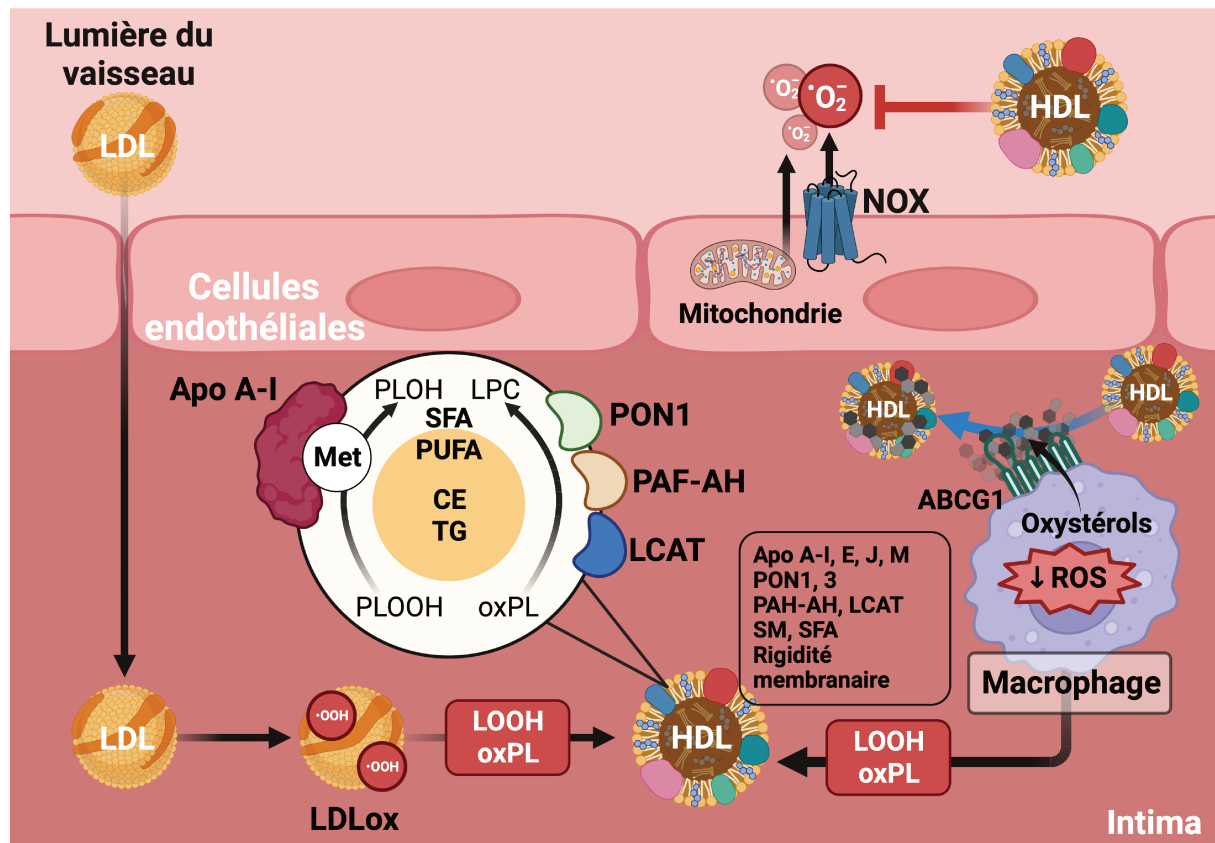 Lumière du
vaisseau
LDL
•O₂⁻
•O₂⁻
•O₂⁻
HDL
NOX
Cellules
endothéliales
Mitochondrie
Apo A-I
Met
PLOH LPC
SFA
PUFA
CE
TG
PLOOH oxPL
PON1
PAF-AH
LCAT
HDL
HDL
ABCG1
Oxystérols
↓ ROS
Macrophage
Apo A-I, E, J, M
PON1, 3
PAH-AH, LCAT
SM, SFA
Rigidité
membranaire
LDL
•OOH
•OOH
LDLox
LOOH
oxPL
HDL
LOOH
oxPL
Intima